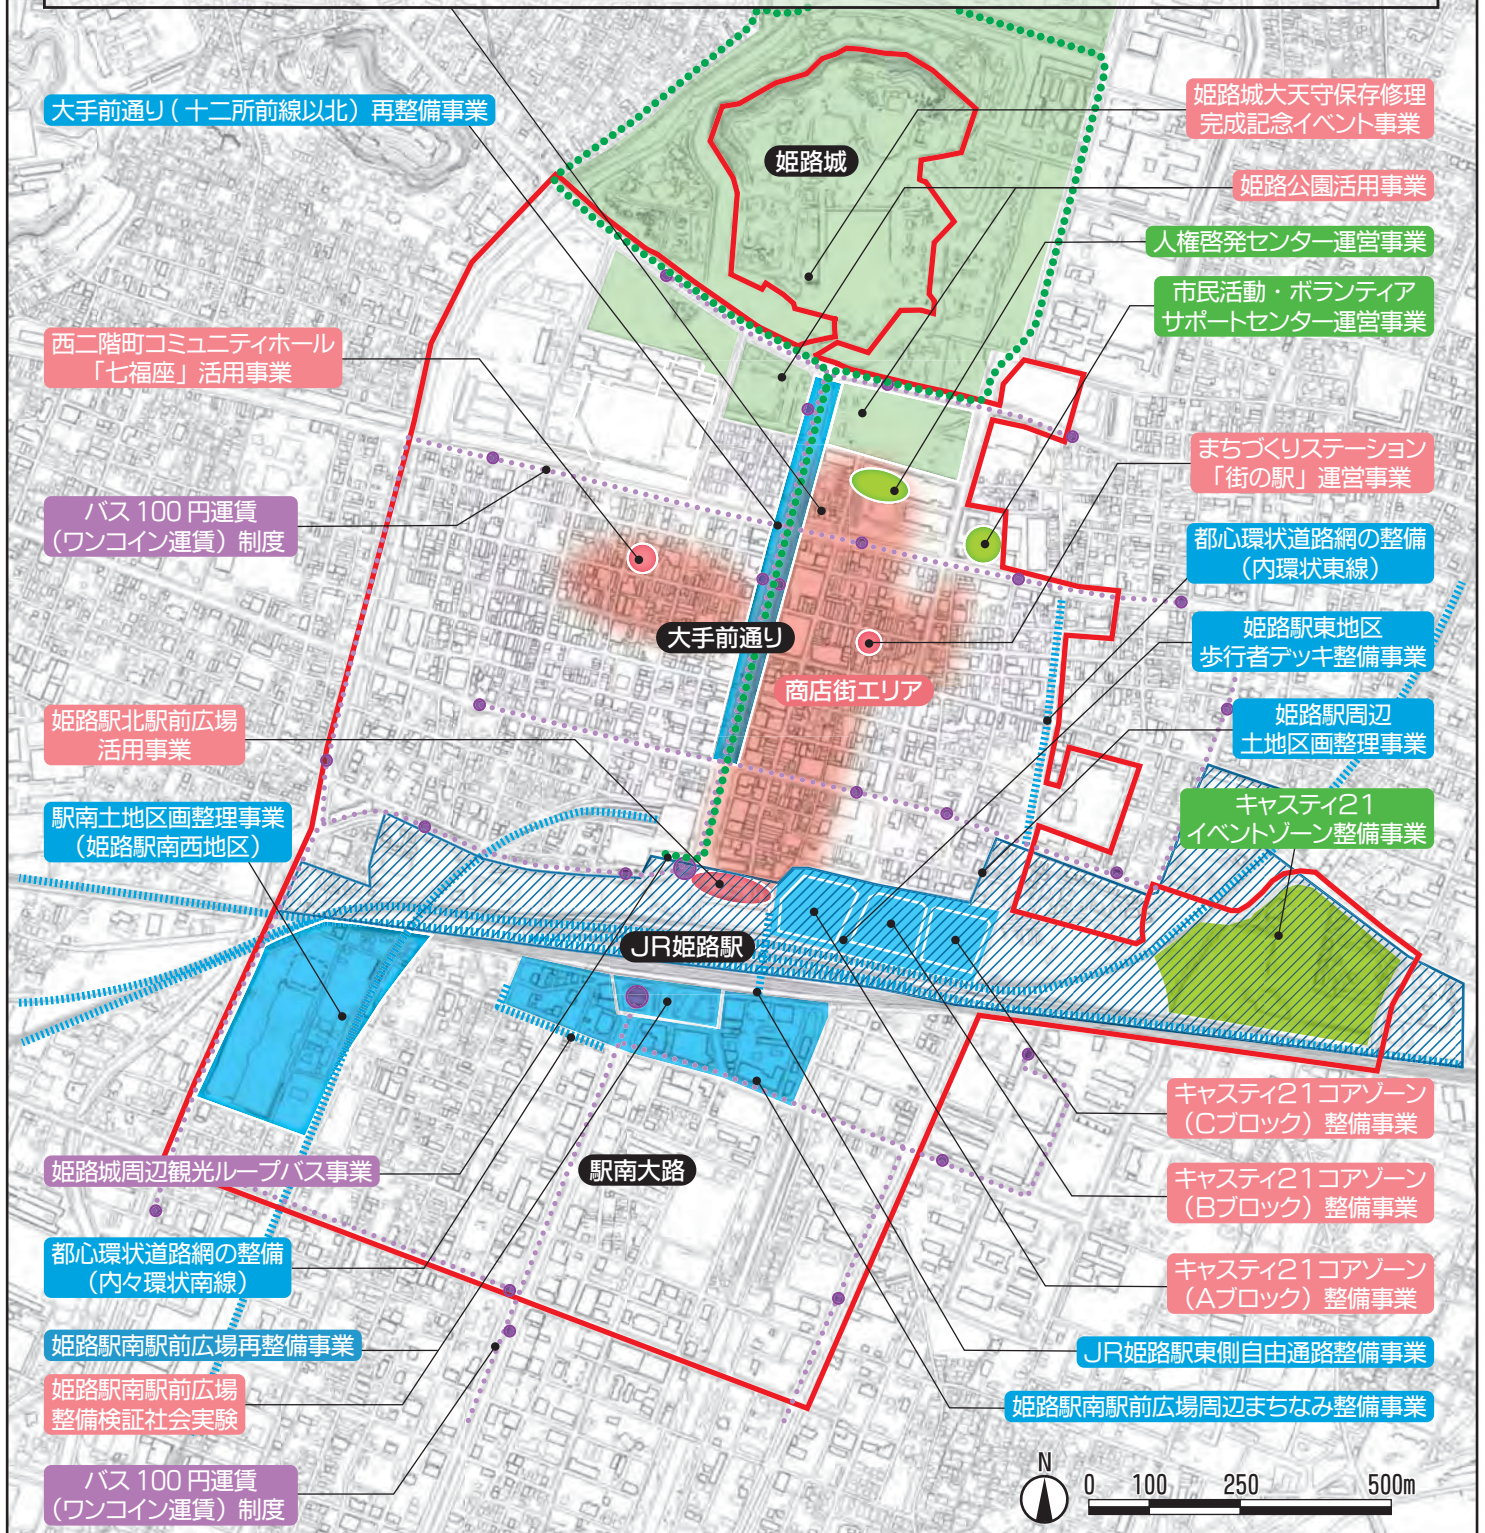 大手前通り（十二所前線以北）再整備事業
姫路城大天守保存修理
完成記念イベント事業
姫路城
姫路公園活用事業
人権啓発センター運営事業
市民活動・ボランティア
サポートセンター運営事業
西二階町コミュニティホール
「七福座」活用事業
まちづくりステーション
「街の駅」運営事業
バス100円運賃
（ワンコイン運賃）制度
都心環状道路網の整備
（内環状東線）
大手前通り
姫路駅東地区
歩行者デッキ整備事業
商店街エリア
姫路駅北駅前広場
活用事業
姫路駅周辺
土地区画整理事業
駅南土地区画整理事業
（姫路駅南西地区）
キャスティ21
イベントゾーン整備事業
JR姫路駅
キャスティ21コアゾーン
（Cブロック）整備事業
姫路城周辺観光ループバス事業
駅南大路
キャスティ21コアゾーン
（Bブロック）整備事業
都心環状道路網の整備
（内々環状南線）
キャスティ21コアゾーン
（Aブロック）整備事業
姫路駅南駅前広場再整備事業
JR姫路駅東側自由通路整備事業
姫路駅南駅前広場
整備検証社会実験
姫路駅南駅前広場周辺まちなみ整備事業
バス100円運賃
（ワンコイン運賃）制度
N
0 100 250 500m